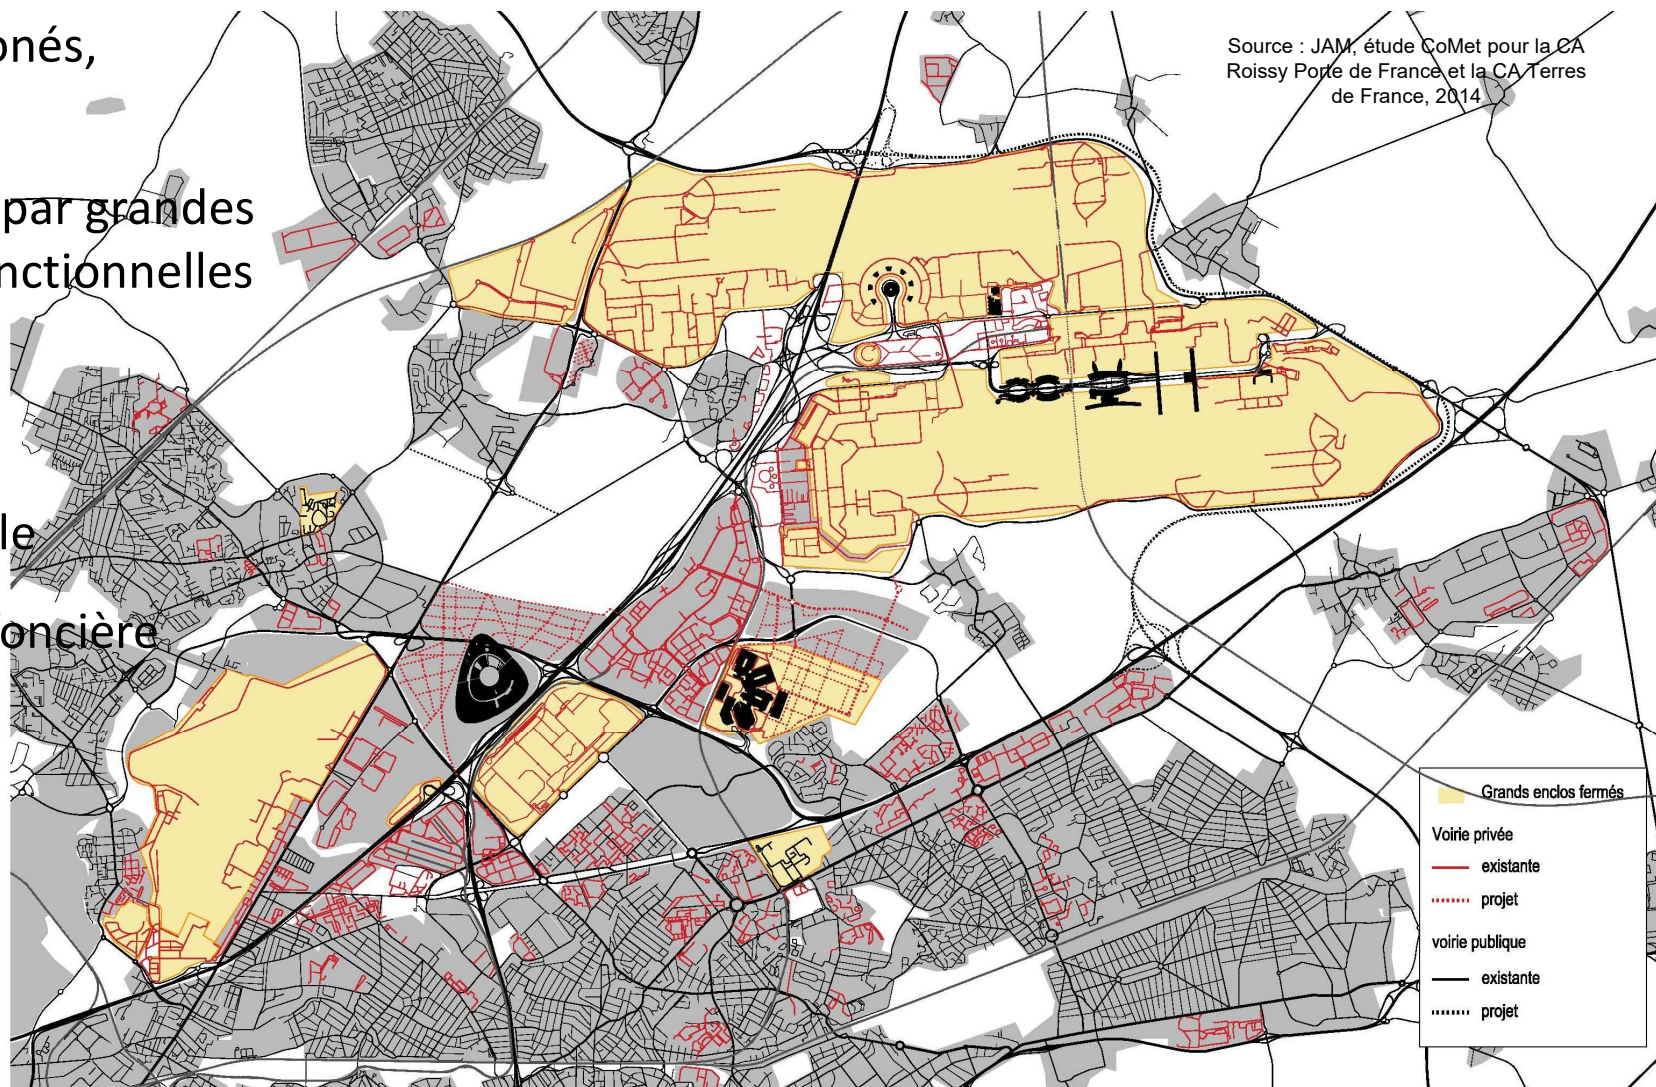 onés,
par grandes
nctionnelles
le
oncière
Source : JAM, étude CoMet pour la CA
Roissy Porte de France et la CA Terres
de France, 2014
Grands enclos fermés
Voirie privée
existante
projet
voirie publique
existante
projet